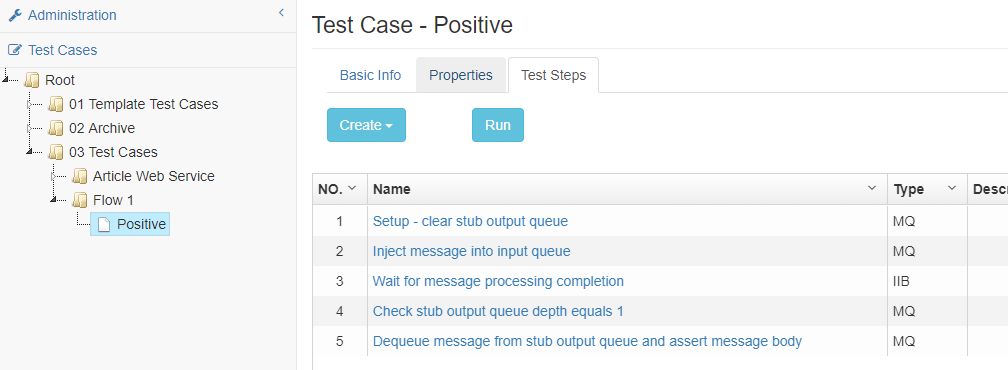 Administration
Test Cases
Root
01 Template Test Cases
02 Archive
03 Test Cases
Article Web Service
Flow 1
Positive
Test Case - Positive
Basic Info Properties Test Steps
Create Run
NO. Name Type Descr
1 Setup - clear stub output queue MQ
2 Inject message into input queue MQ
3 Wait for message processing completion IIB
4 Check stub output queue depth equals 1 MQ
5 Dequeue message from stub output queue and assert message body MQ